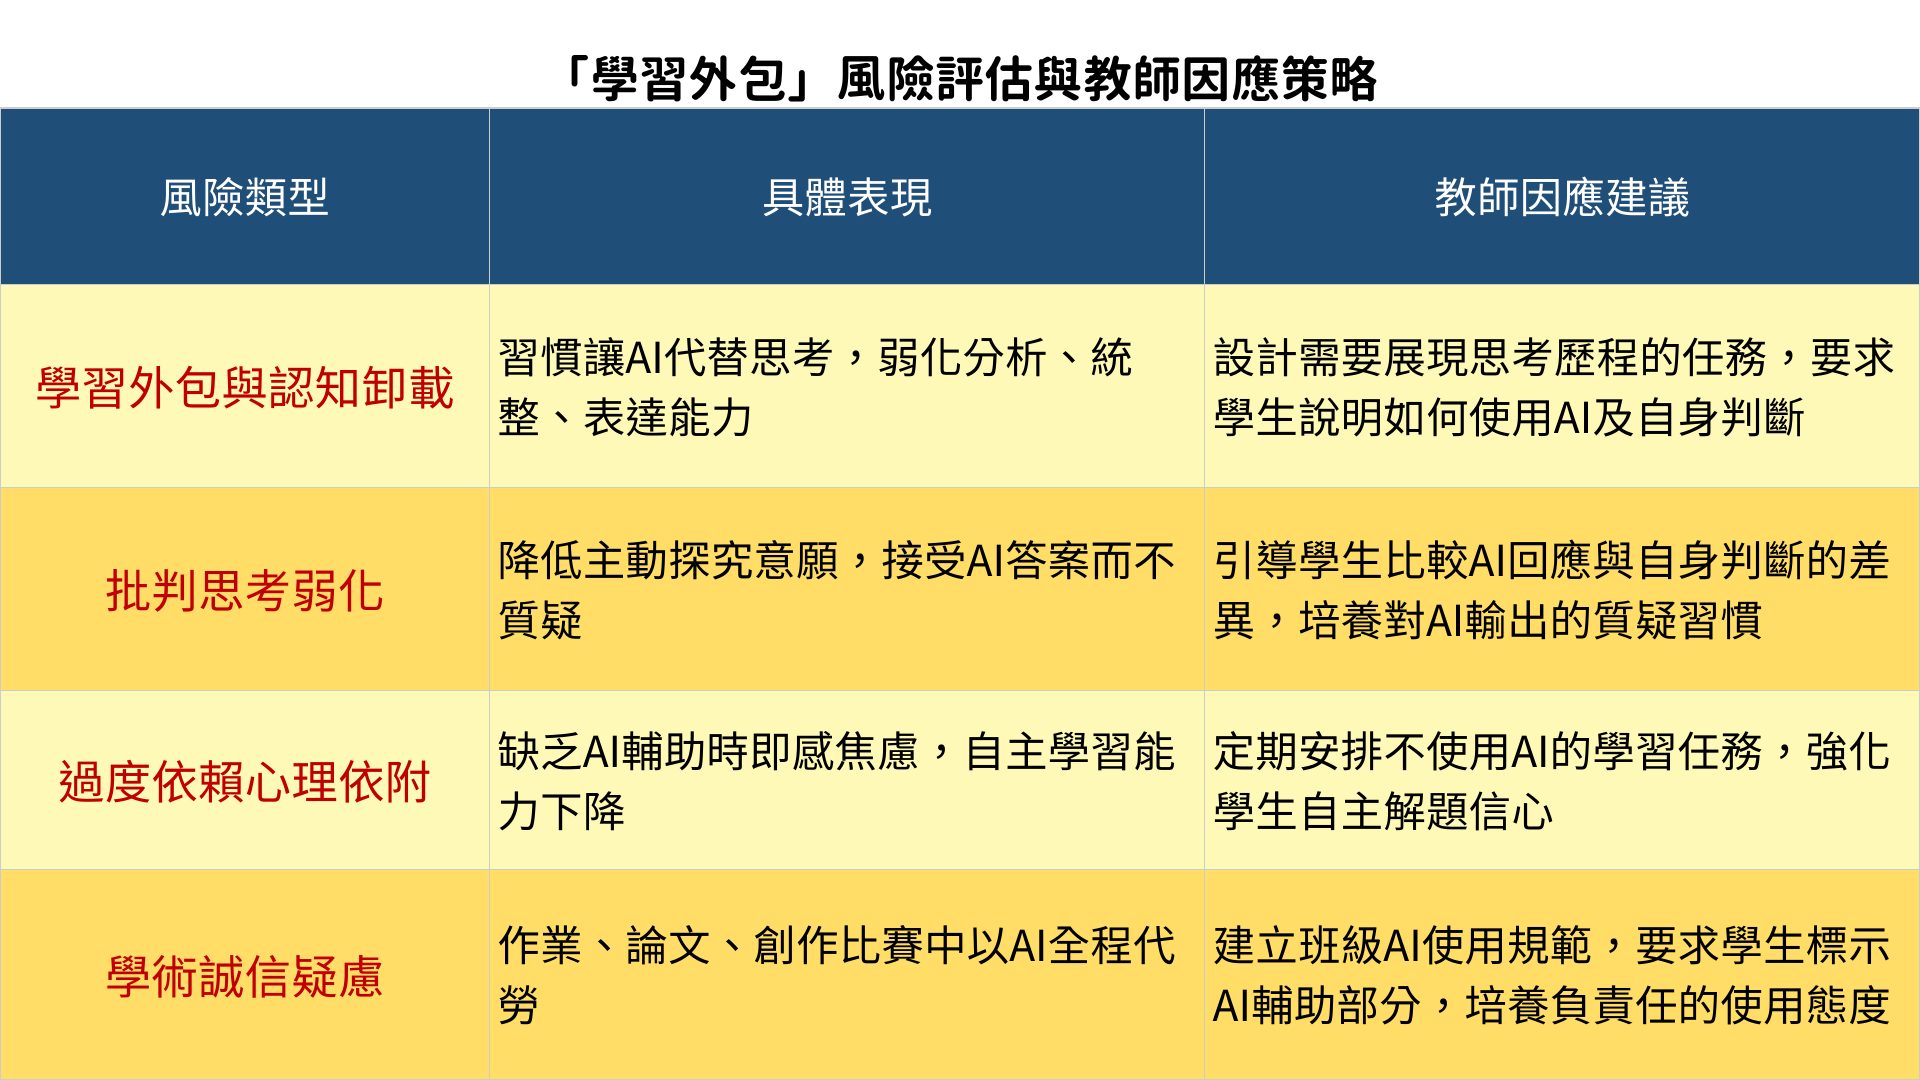 「學習外包」風險評估與教師因應策略
風險類型
具體表現
教師因應建議
學習外包與認知卸載
習慣讓AI代替思考，弱化分析、統
整、表達能力
設計需要展現思考歷程的任務，要求
學生說明如何使用AI及自身判斷
批判思考弱化
降低主動探究意願，接受AI答案而不
質疑
引導學生比較AI回應與自身判斷的差
異，培養對AI輸出的質疑習慣
過度依賴心理依附
缺乏AI輔助時即感焦慮，自主學習能
力下降
定期安排不使用AI的學習任務，強化
學生自主解題信心
學術誠信疑慮
作業、論文、創作比賽中以AI全程代
勞
建立班級AI使用規範，要求學生標示
AI輔助部分，培養負責任的使用態度